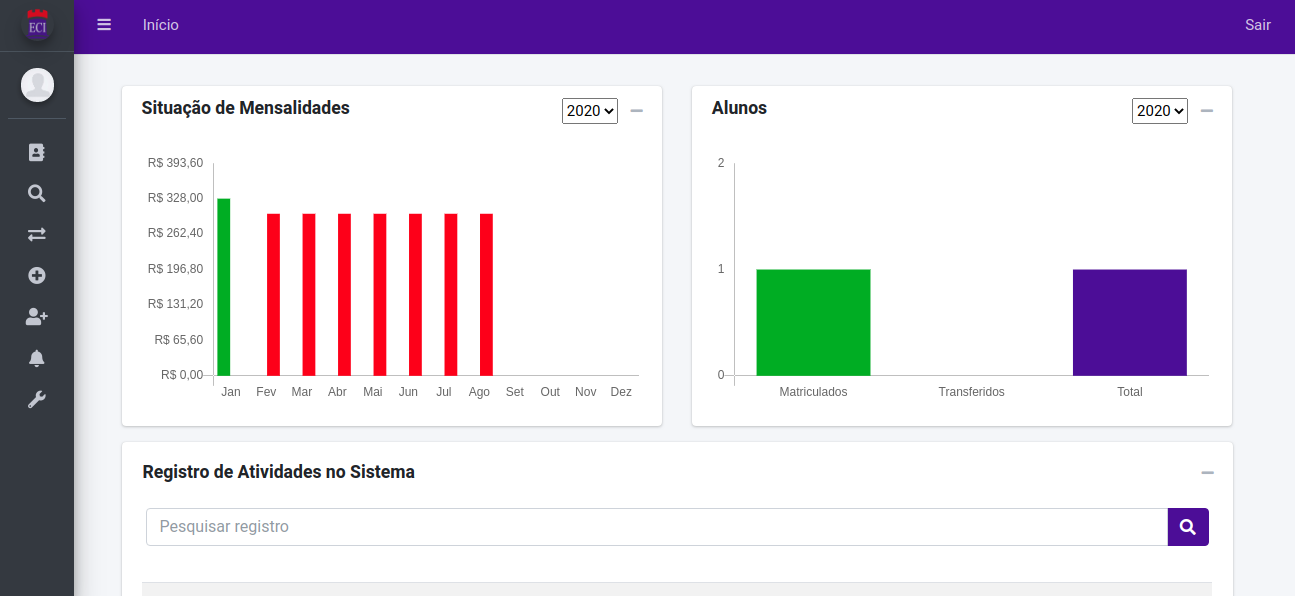 ECI
Início
Sair
Situação de Mensalidades
2020
R$ 393,60
R$ 328,00
R$ 262,40
R$ 196,80
R$ 131,20
R$ 65,60
R$ 0,00
Jan Fev Mar Abr Mai Jun Jul Ago Set Out Nov Dez
Alunos
2020
2
1
0
Matriculados Transferidos Total
Registro de Atividades no Sistema
Pesquisar registro